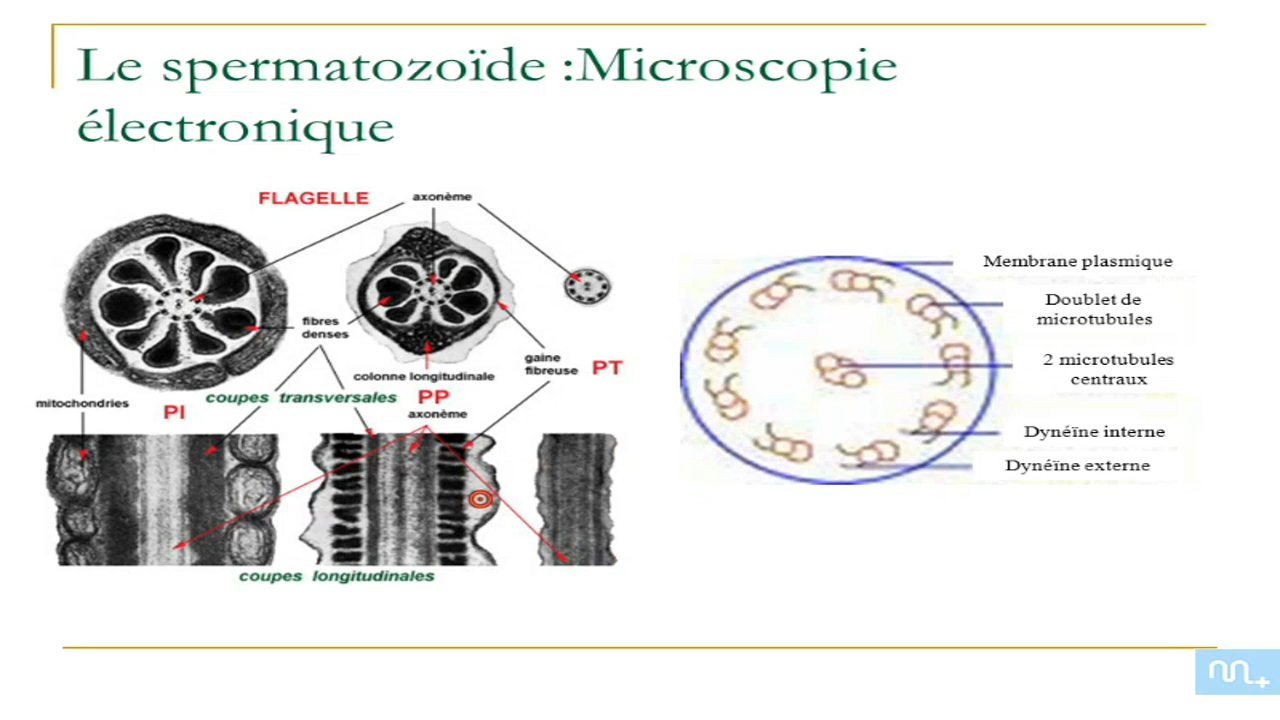 Le spermatozoïde :Microscopie
électronique
FLAGELLE
axonème
fibres
denses
gaine
fibreuse
PT
colonne longitudinale
mitochondries
PI
coupes transversales
PP
axonème
coupes longitudinales
Membrane plasmique
Doublet de
microtubules
2 microtubules
centraux
Dynéïne interne
Dynéïne externe